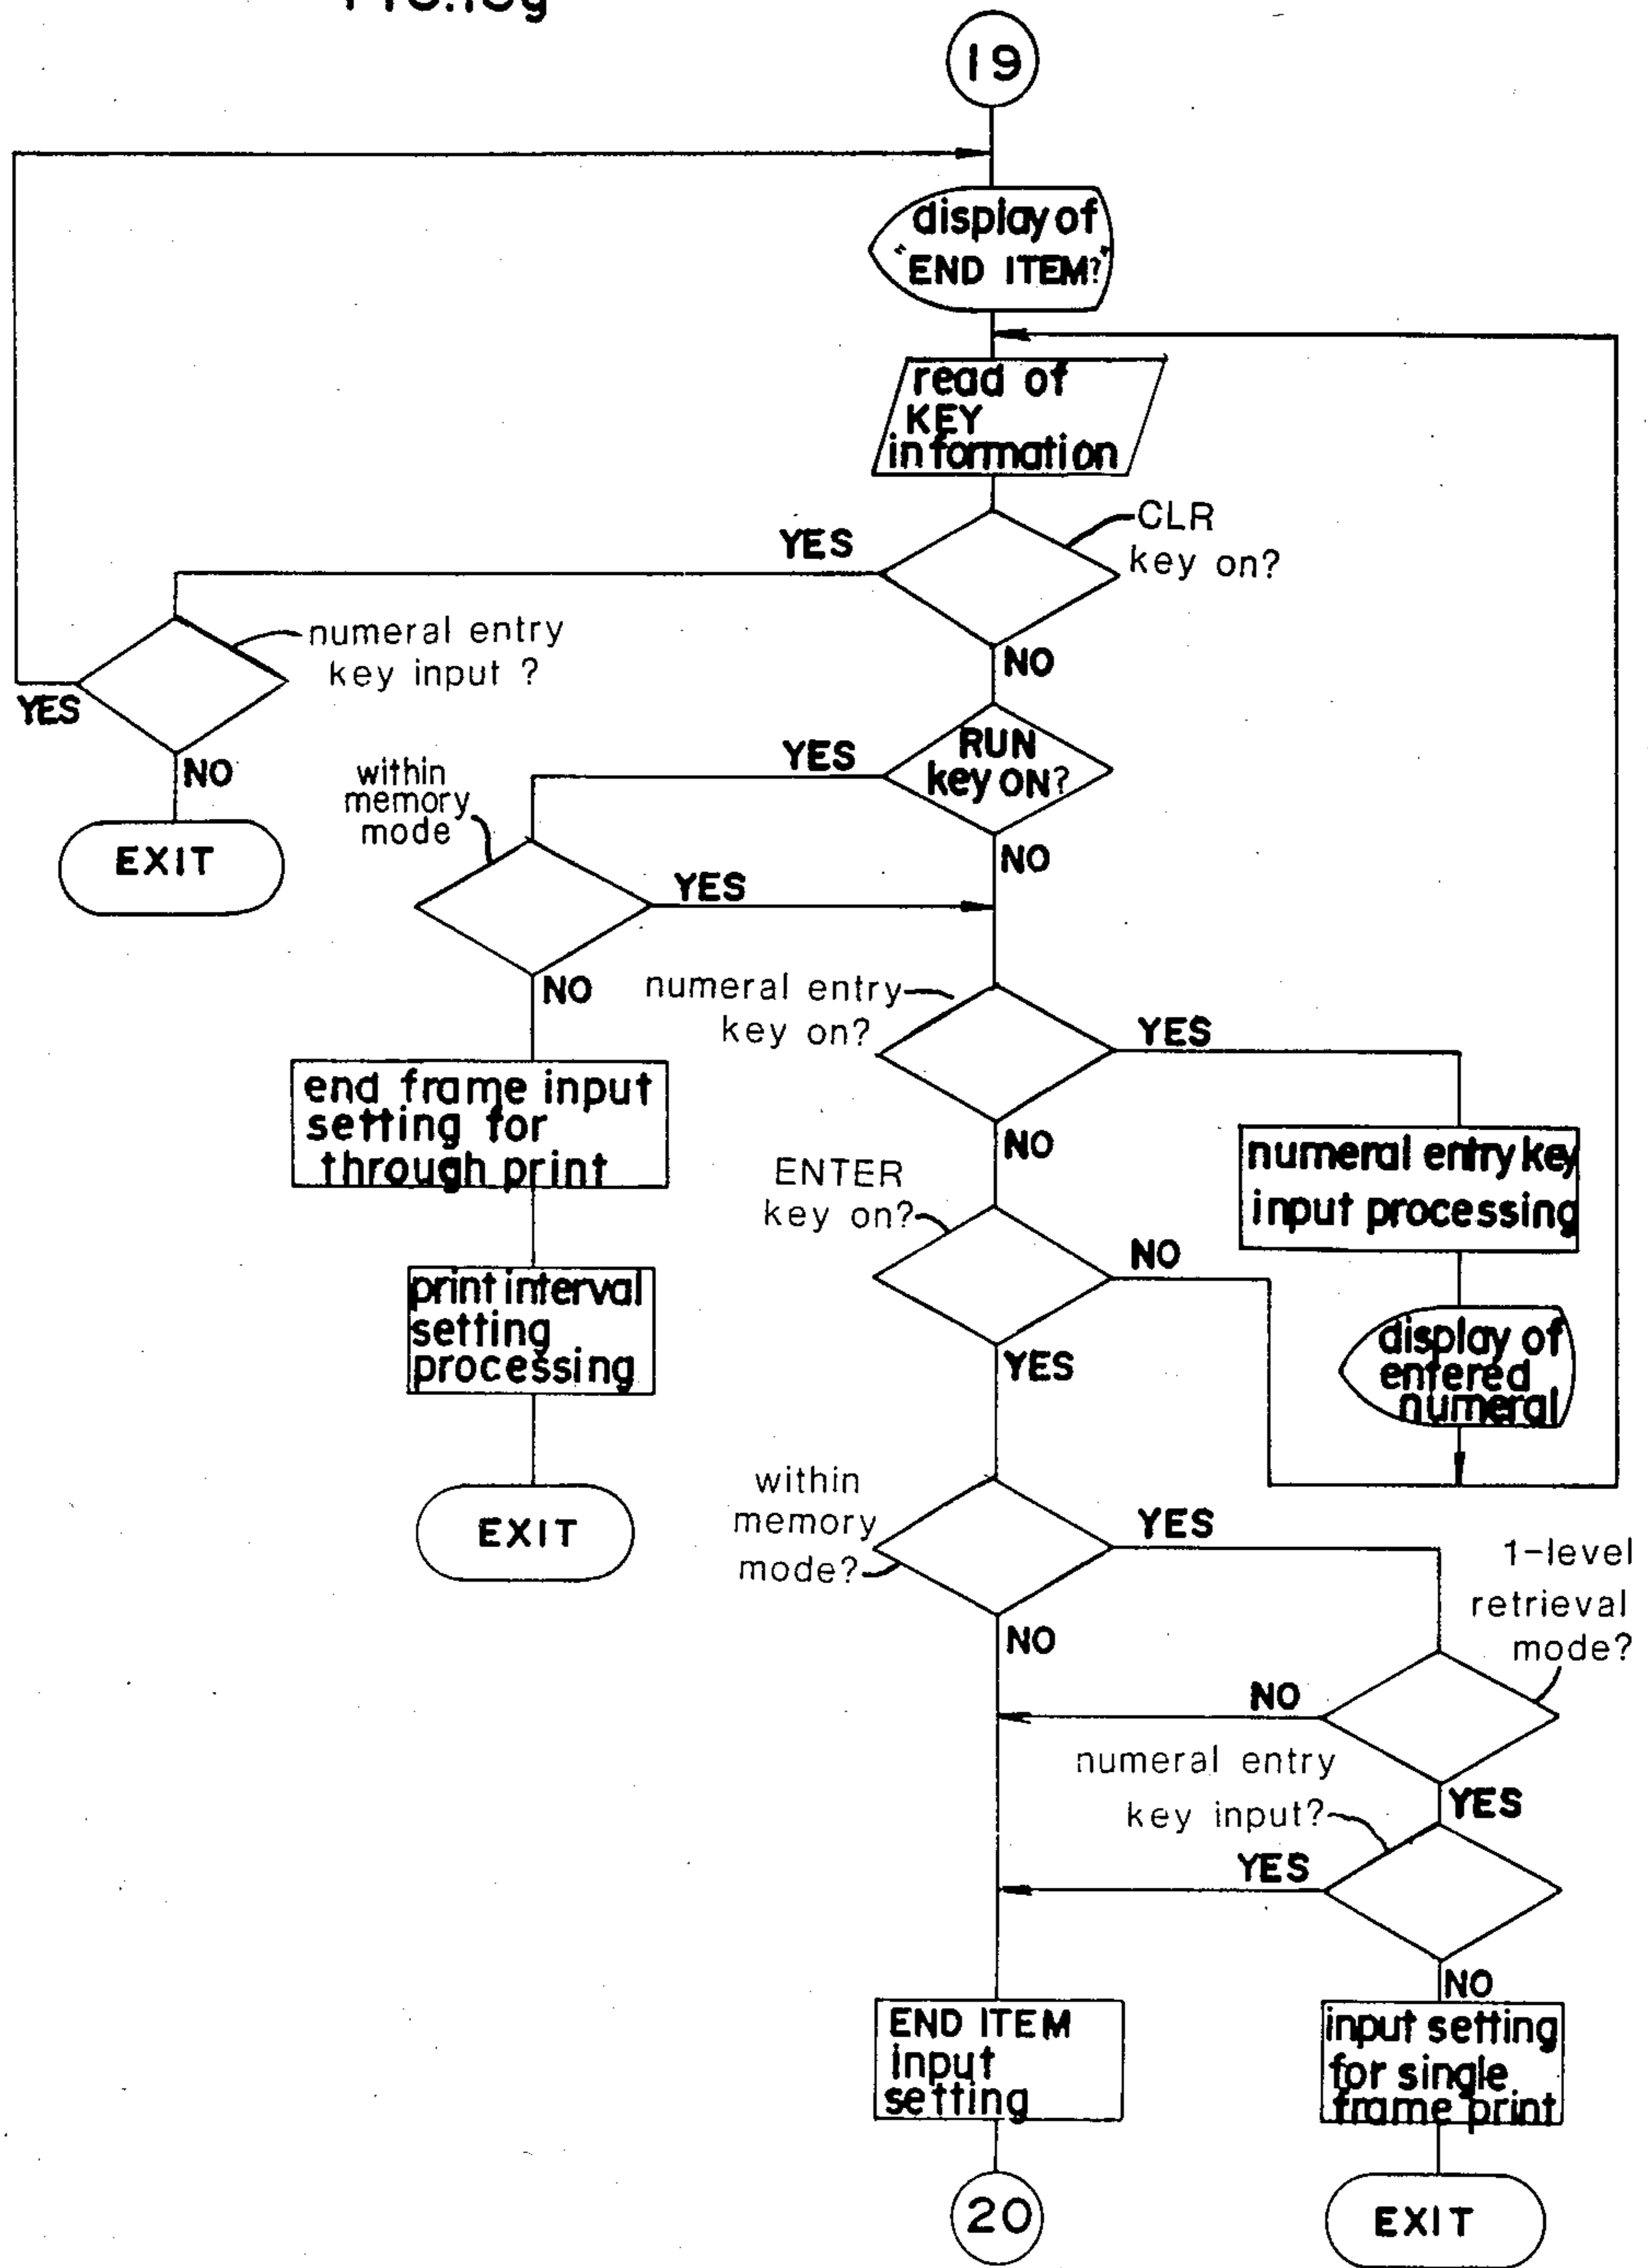 19
display of
"END ITEM?"
read of
KEY
information
CLR
key on?
YES
NO
numeral entry
key input ?
YES
NO
EXIT
RUN
key ON?
YES
NO
within
memory
mode
YES
NO
numeral entry
key on?
YES
NO
end frame input
setting for
through print
numeral entry key
input processing
ENTER
key on?
NO
YES
print interval
setting
processing
display of
entered
numeral
EXIT
within
memory
mode?
YES
NO
1-level
retrieval
mode?
NO
YES
numeral entry
key input?
YES
NO
END ITEM
input
setting
input setting
for single
frame print
20
EXIT